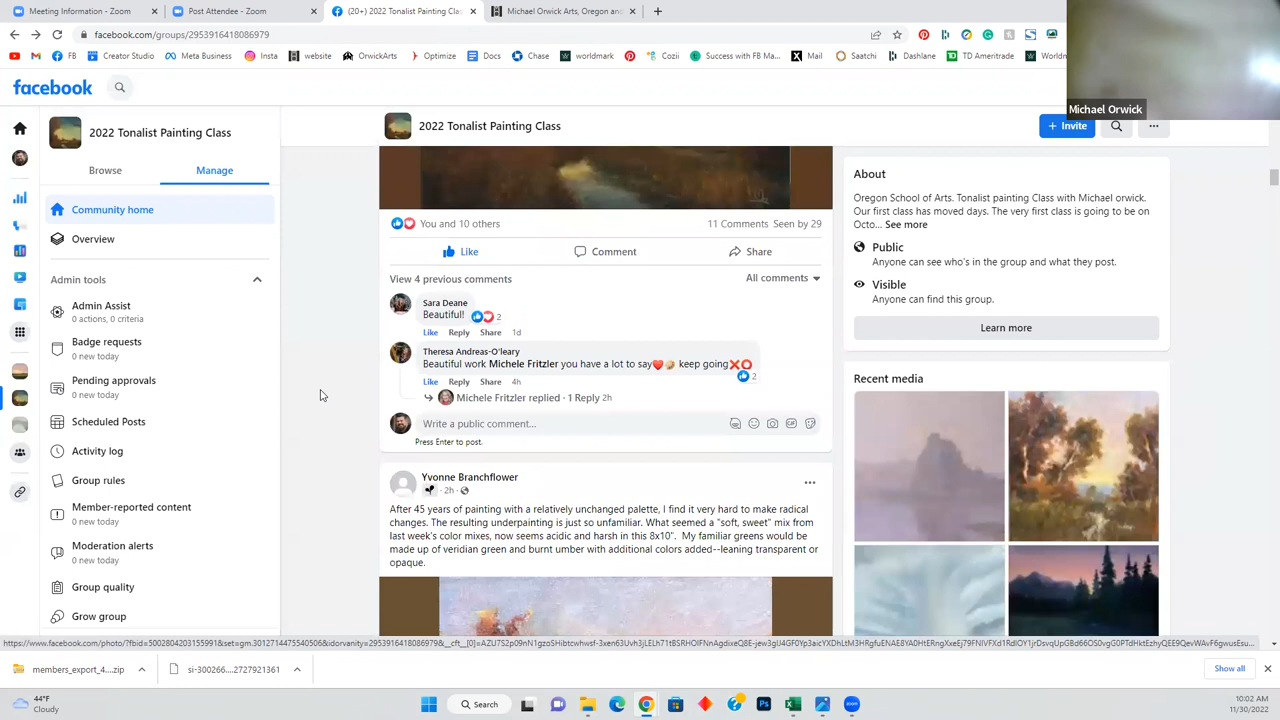 Meeting Information - Zoom
Post Attendee - Zoom
(20+) 2022 Tonalist Painting Clas
Michael Orwick Arts, Oregon and
facebook.com/groups/2953916418086979
FB
Creator Studio
Meta Business
Insta
website
OrwickArts
Optimize
Docs
Chase
worldmark
Cozii
Success with FB Ma
Mail
Saatchi
Dashlane
TD Ameritrade
Worldm
Michael Orwick
facebook
2022 Tonalist Painting Class
Browse
Manage
Community home
Overview
Admin tools
Admin Assist
0 actions, 0 criteria
Badge requests
0 new today
Pending approvals
0 new today
Scheduled Posts
Activity log
Group rules
Member-reported content
0 new today
Moderation alerts
0 new today
Group quality
Grow group
2022 Tonalist Painting Class
+ Invite
You and 10 others
11 Comments Seen by 29
Like
Comment
Share
View 4 previous comments
All comments
Sara Deane
Beautiful!
2
Like Reply Share 1d
Theresa Andreas-O'leary
Beautiful work Michele Fritzler you have a lot to say❤️ keep going❌⭕
2
Like Reply Share 4h
Michele Fritzler replied · 1 Reply 2h
Write a public comment...
Press Enter to post.
Yvonne Branchflower
· 2h ·
After 45 years of painting with a relatively unchanged palette, I find it very hard to make radical
changes. The resulting underpainting is just so unfamiliar. What seemed a "soft, sweet" mix from
last week's color mixes, now seems acidic and harsh in this 8x10". My familiar greens would be
made up of veridian green and burnt umber with additional colors added--leaning transparent or
opaque.
About
Oregon School of Arts. Tonalist painting Class with Michael orwick.
Our first class has moved days. The very first class is going to be on
Octo... See more
Public
Anyone can see who's in the group and what they post.
Visible
Anyone can find this group.
Learn more
Recent media
members_export_4....zip
si-300266....2727921361
Show all
44°F
Cloudy
Search
10:02 AM
11/30/2022